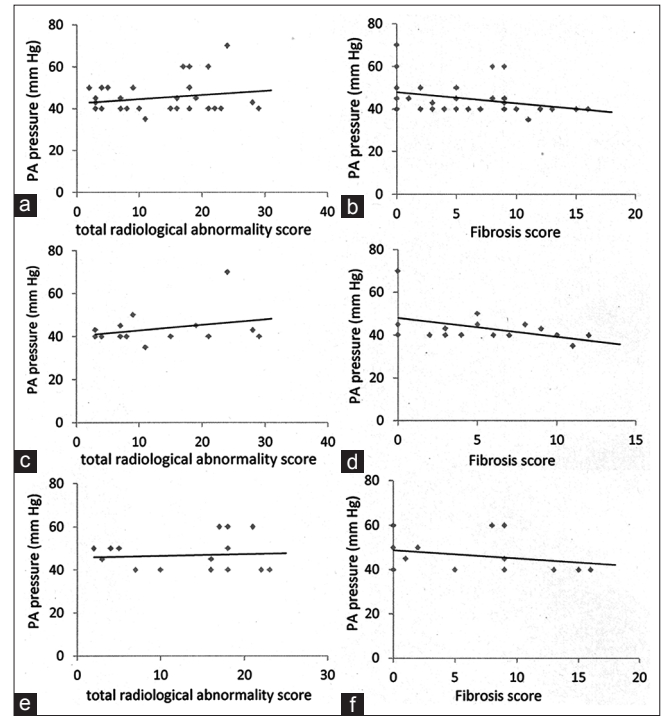 80
60
40
20
0
PA pressure (mm Hg)
0 10 20 30 40
total radiological abnormality score
a
80
60
40
20
0
PA pressure (mm Hg)
0 5 10 15 20
Fibrosis score
b
80
60
40
20
0
PA pressure (mm Hg)
0 10 20 30 40
total radiological abnormality score
c
80
60
40
20
0
PA pressure (mm Hg)
0 5 10 15
Fibrosis score
d
80
60
40
20
0
PA pressure (mm Hg)
0 10 20 30
total radiological abnormality score
e
80
60
40
20
0
PA pressure (mm Hg)
0 5 10 15 20
Fibrosis score
f